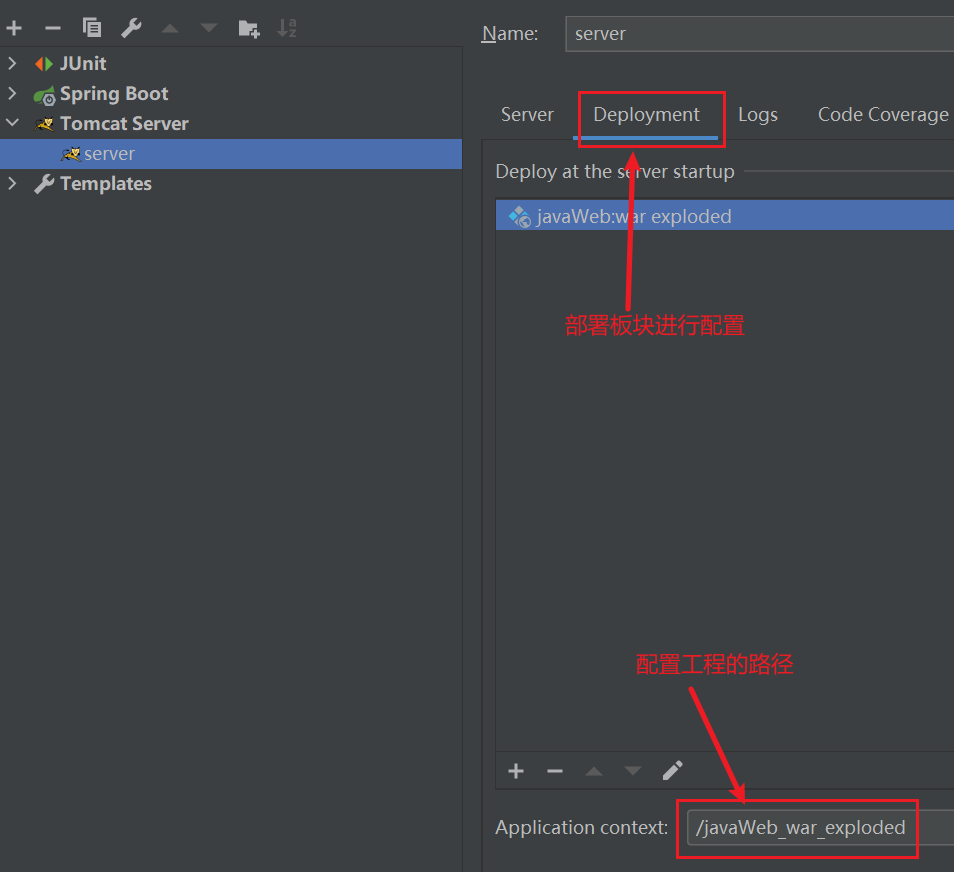 Name: server
JUnit
Spring Boot
Tomcat Server
server
Templates
Server Deployment Logs Code Coverage
Deploy at the server startup
javaWeb:war exploded
部署板块进行配置
配置工程的路径
Application context: /javaWeb_war_exploded